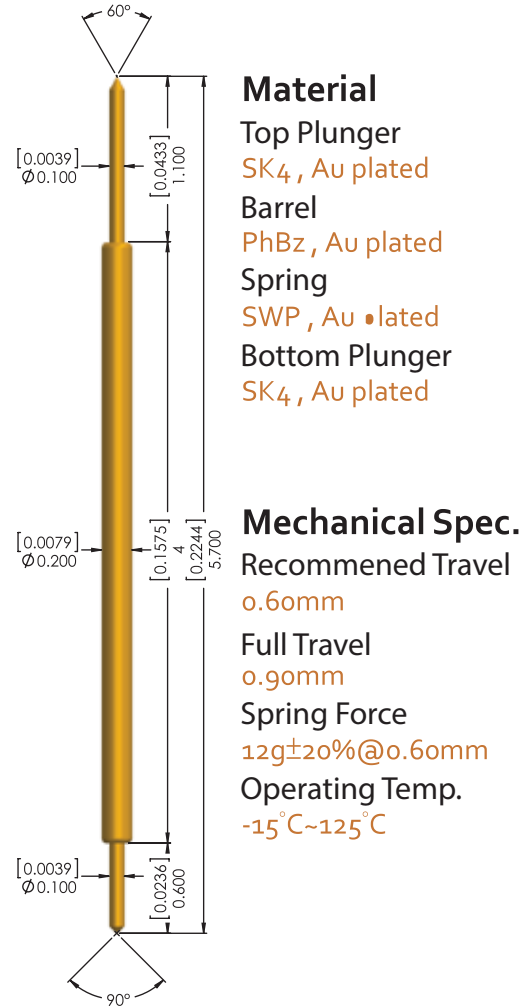 60°
[0.0039]
Ø0.100
[0.0433]
1.100
[0.0079]
Ø0.200
[0.1575]
4
[0.2244]
5.700
[0.0039]
Ø0.100
[0.0236]
0.600
90°
Material
Top Plunger
SK4 , Au plated
Barrel
PhBz , Au plated
Spring
SWP , Au •lated
Bottom Plunger
SK4 , Au plated
Mechanical Spec.
Recommened Travel
0.60mm
Full Travel
0.90mm
Spring Force
12g±20%@0.60mm
Operating Temp.
-15°C~125°C